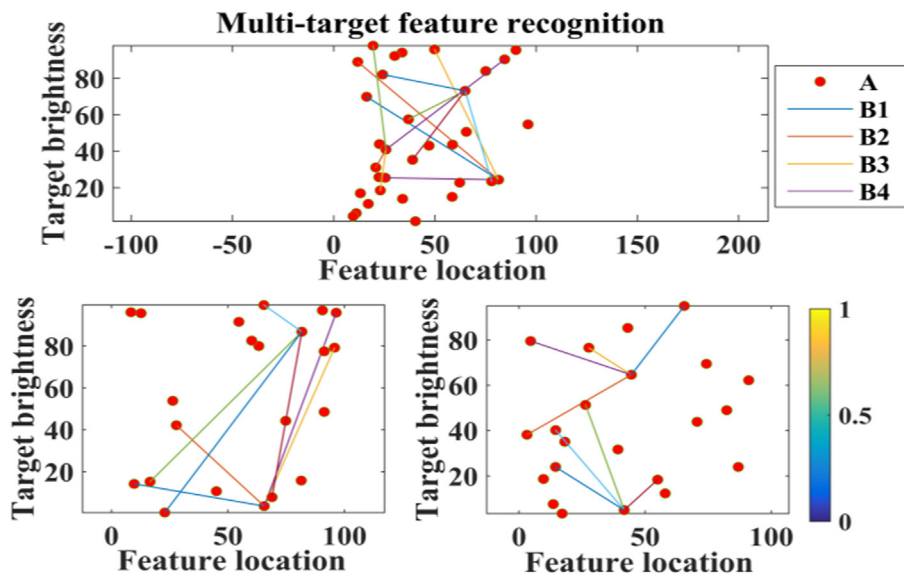 Multi-target feature recognition
Target brightness
80
60
40
20
-100 -50 0 50 100 150 200
Feature location
A
B1
B2
B3
B4
Target brightness
80
60
40
20
0 50 100
Feature location
Target brightness
80
60
40
20
0 50 100
Feature location
1
0.5
0